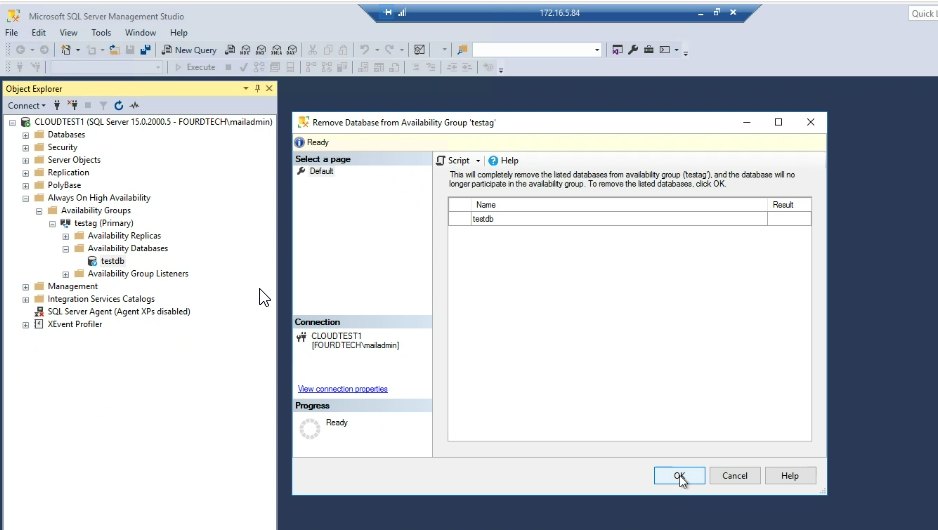 Microsoft SQL Server Management Studio
172.16.5.84
Quick L
File Edit View Tools Window Help
New Query
Execute
Object Explorer
Connect
CLOUDTEST1 (SQL Server 15.0.2000.5 - FOURDTECH\mailadmin)
Databases
Security
Server Objects
Replication
PolyBase
Always On High Availability
Availability Groups
testag (Primary)
Availability Replicas
Availability Databases
testdb
Availability Group Listeners
Management
Integration Services Catalogs
SQL Server Agent (Agent XPs disabled)
XEvent Profiler
Remove Database from Availability Group 'testag'
Ready
Select a page
Default
Script Help
This will completely remove the listed databases from availability group (testag), and the database will no
longer participate in the availability group. To remove the listed databases, click OK.
Name Result
testdb
Connection
CLOUDTEST1
[FOURDTECH\mailadmin]
View connection properties
Progress
Ready
OK Cancel Help